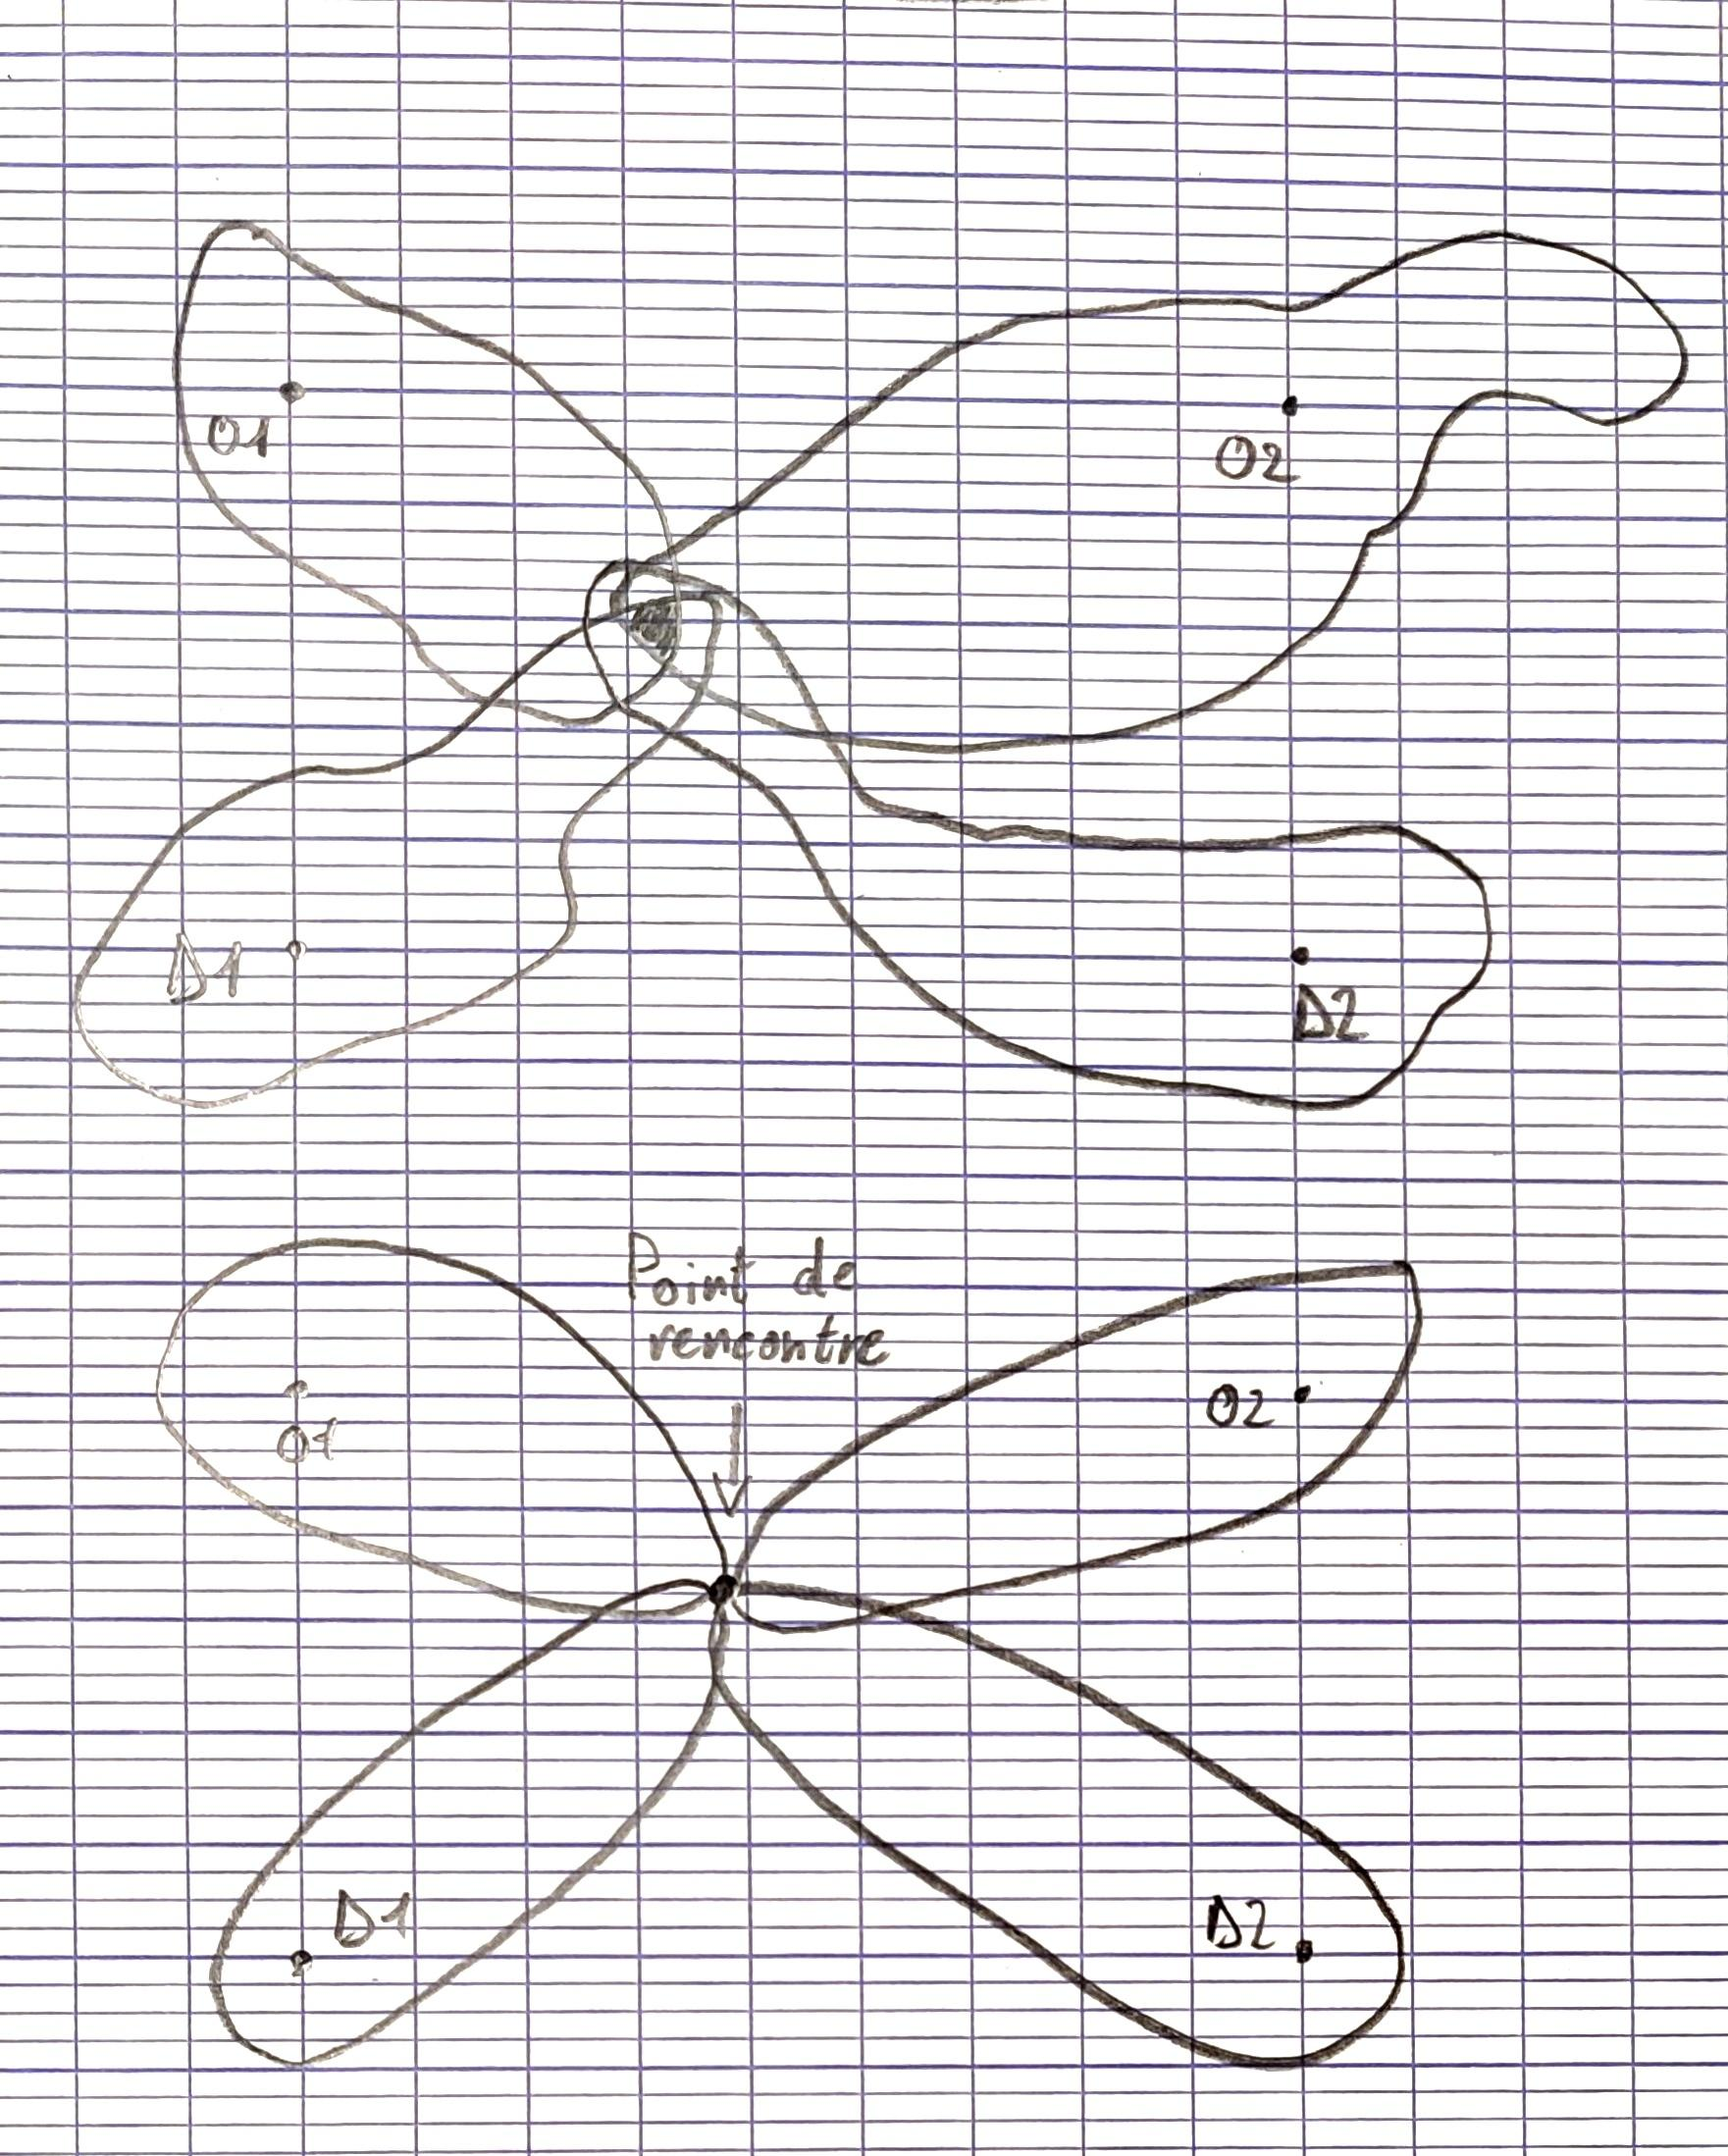 O1
O2
D1
D2
Point de
rencontre
O2
O1
D1
D2